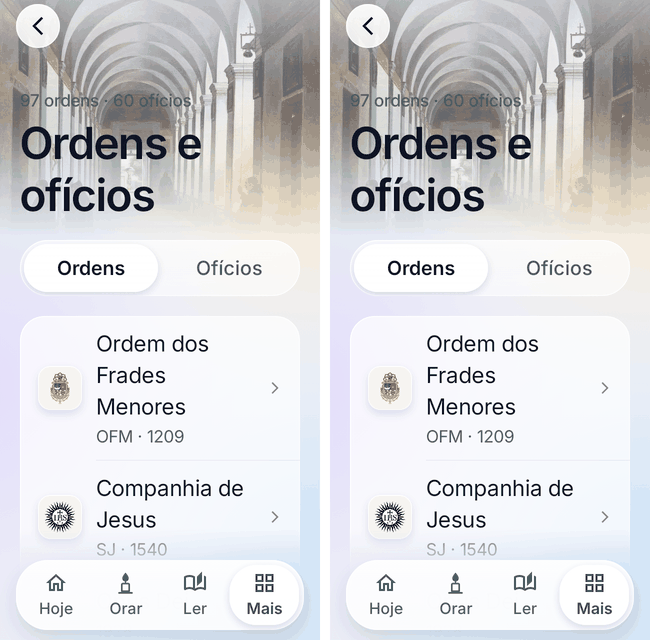 97 ordens · 60 ofícios
Ordens e
ofícios
Ordens
Ofícios
Ordem dos
Frades
Menores
OFM · 1209
Companhia de
Jesus
SJ · 1540
Hoje
Orar
Ler
Mais
97 ordens · 60 ofícios
Ordens e
ofícios
Ordens
Ofícios
Ordem dos
Frades
Menores
OFM · 1209
Companhia de
Jesus
SJ · 1540
Hoje
Orar
Ler
Mais